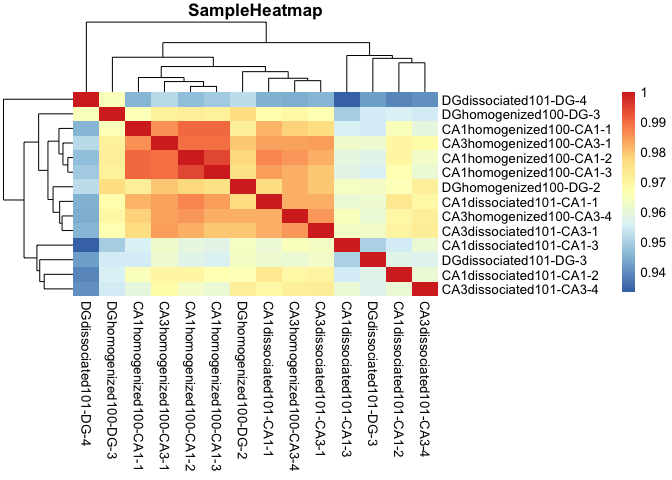 SampleHeatmap
DGdissociated101-DG-4
DGhomogenized100-DG-3
CA1homogenized100-CA1-1
CA3homogenized100-CA3-1
CA1homogenized100-CA1-2
CA1homogenized100-CA1-3
DGhomogenized100-DG-2
CA1dissociated101-CA1-1
CA3homogenized100-CA3-4
CA3dissociated101-CA3-1
CA1dissociated101-CA1-3
DGdissociated101-DG-3
CA1dissociated101-CA1-2
CA3dissociated101-CA3-4
1
0.99
0.98
0.97
0.96
0.95
0.94
DGdissociated101-DG-4
DGhomogenized100-DG-3
CA1homogenized100-CA1-1
CA3homogenized100-CA3-1
CA1homogenized100-CA1-2
CA1homogenized100-CA1-3
DGhomogenized100-DG-2
CA1dissociated101-CA1-1
CA3homogenized100-CA3-4
CA3dissociated101-CA3-1
CA1dissociated101-CA1-3
DGdissociated101-DG-3
CA1dissociated101-CA1-2
CA3dissociated101-CA3-4